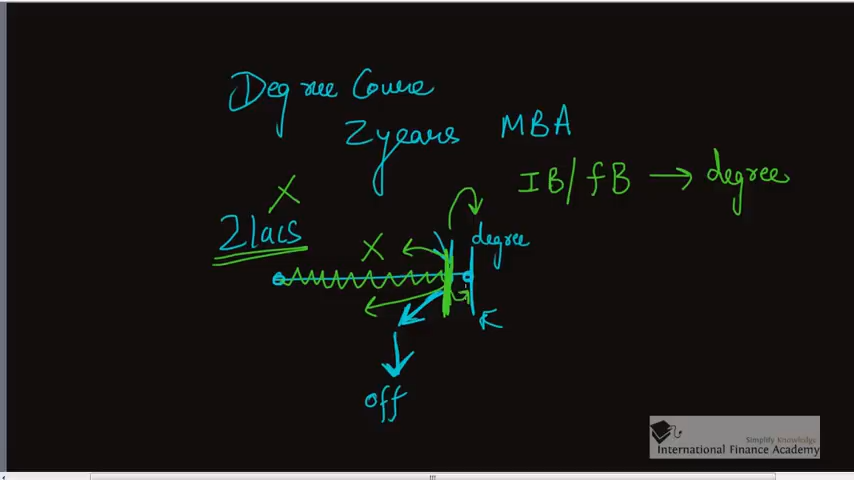 Degree Course
2years MBA
IB/fB → degree
X
2lacs
X
degree
off
Simplify Knowledge
International Finance Academy